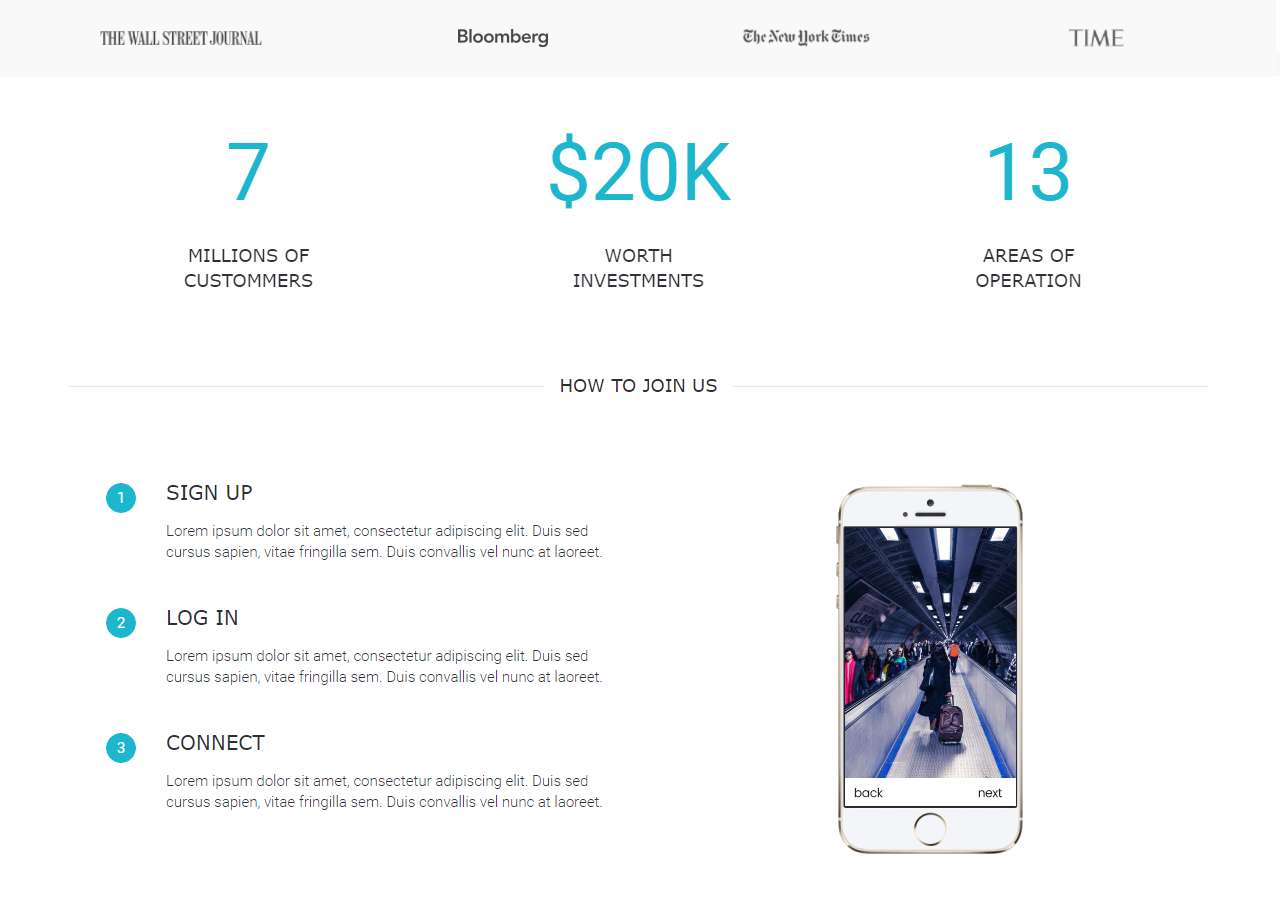 THE WALL STREET JOURNAL
Bloomberg
The New York Times
TIME
7
$20K
13
MILLIONS OF
CUSTOMMERS
WORTH
INVESTMENTS
AREAS OF
OPERATION
HOW TO JOIN US
1
SIGN UP
Lorem ipsum dolor sit amet, consectetur adipiscing elit. Duis sed
cursus sapien, vitae fringilla sem. Duis convallis vel nunc at laoreet.
2
LOG IN
Lorem ipsum dolor sit amet, consectetur adipiscing elit. Duis sed
cursus sapien, vitae fringilla sem. Duis convallis vel nunc at laoreet.
3
CONNECT
Lorem ipsum dolor sit amet, consectetur adipiscing elit. Duis sed
cursus sapien, vitae fringilla sem. Duis convallis vel nunc at laoreet.
back
next